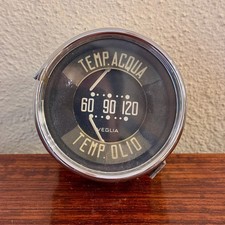 TEMP. ACQUA
60 90 120
VEGLIA
TEMP. OLIO